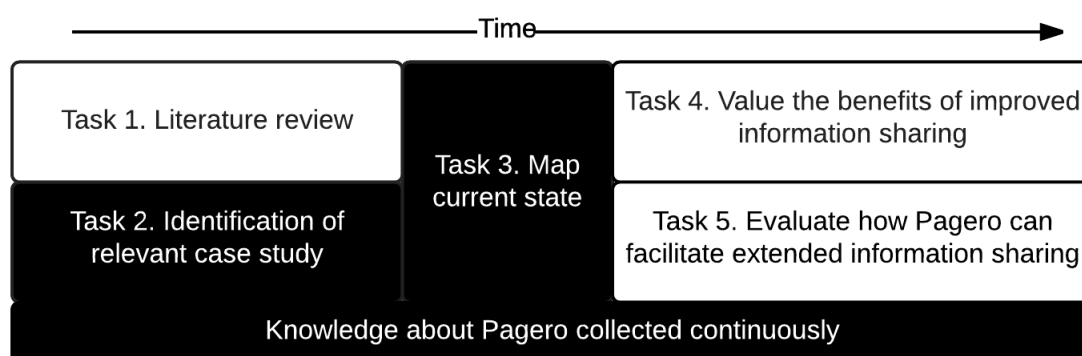 Time
Task 1. Literature review
Task 2. Identification of
relevant case study
Task 3. Map
current state
Task 4. Value the benefits of improved
information sharing
Task 5. Evaluate how Pagero can
facilitate extended information sharing
Knowledge about Pagero collected continuously